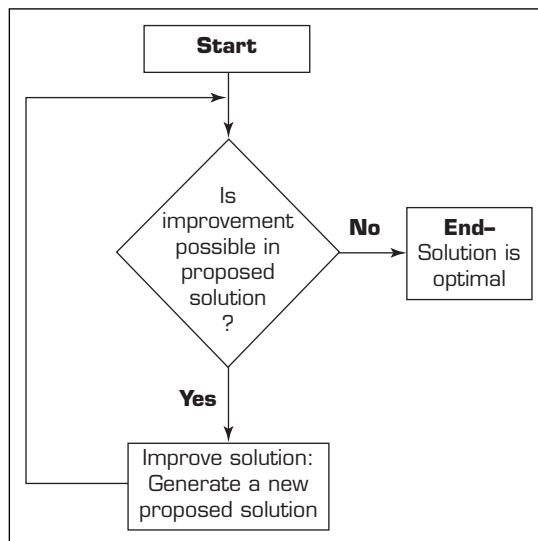 Start
Is
improvement
possible in
proposed
solution
?
No
End–
Solution is
optimal
Yes
Improve solution:
Generate a new
proposed solution